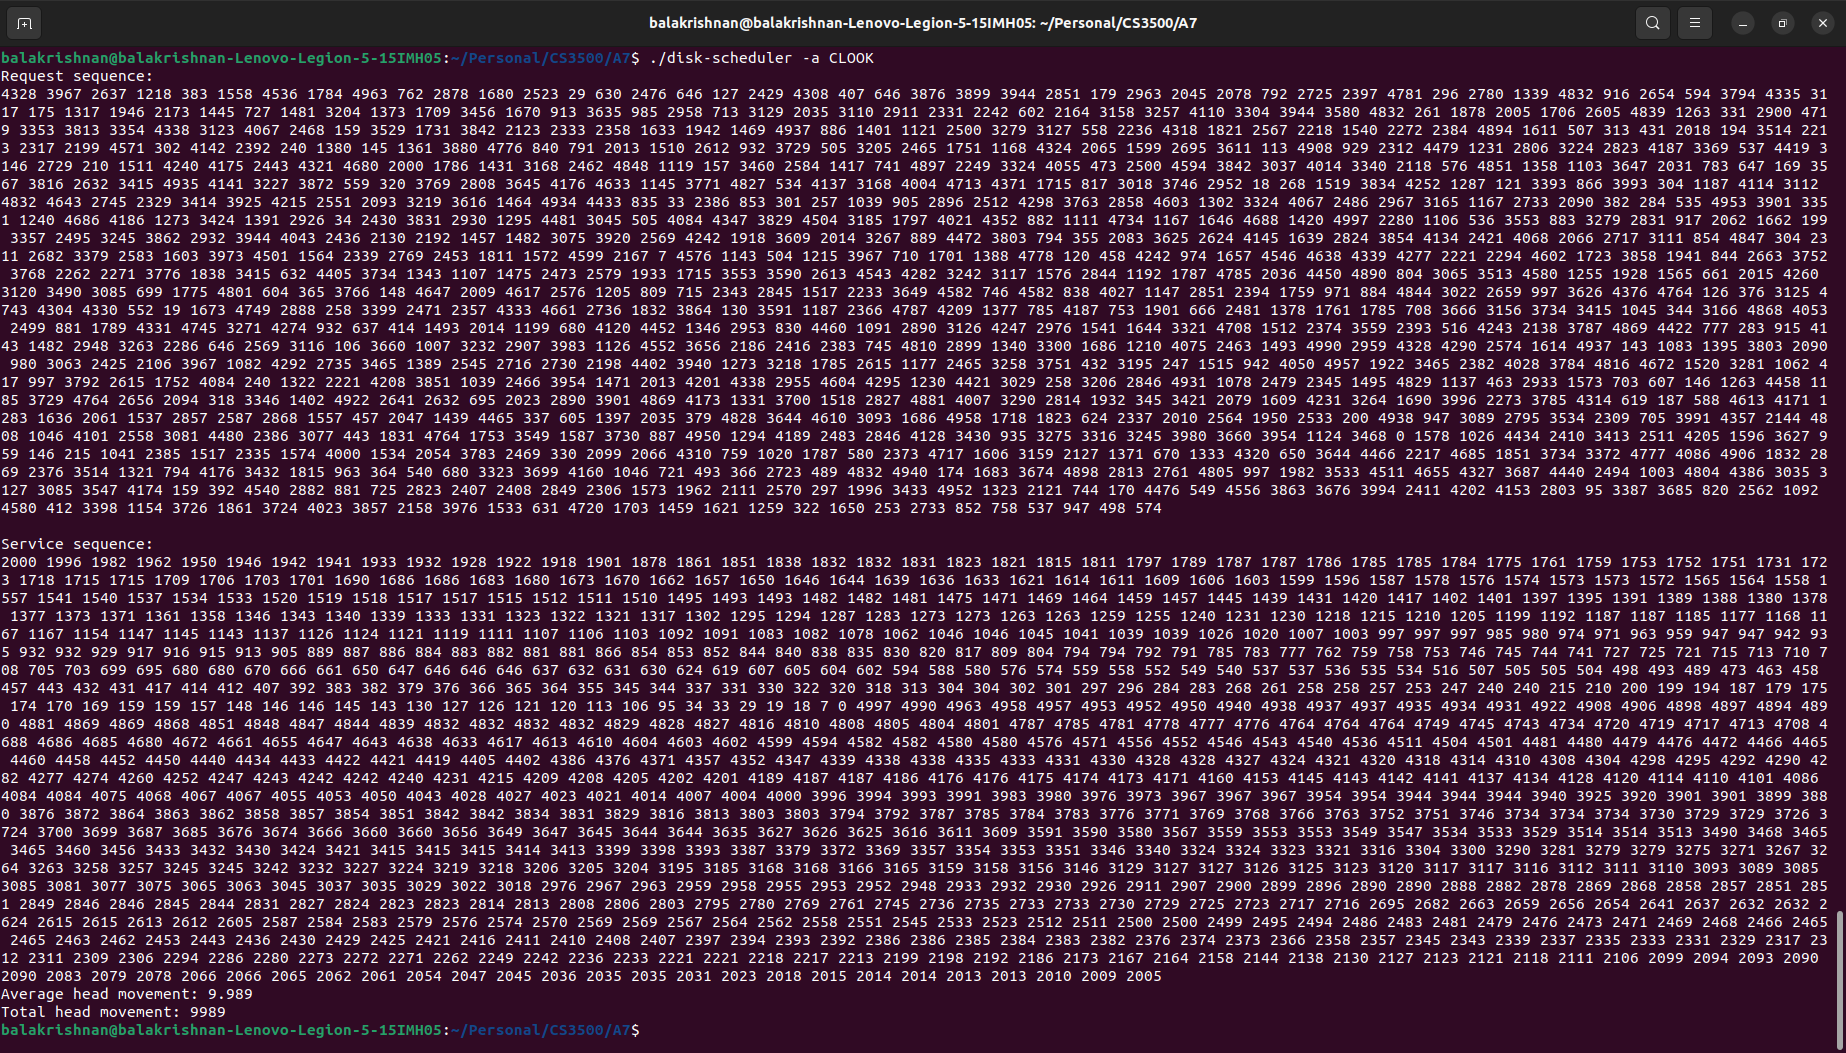 balakrishnan@balakrishnan-Lenovo-Legion-5-15IMH05: ~/Personal/CS3500/A7
balakrishnan@balakrishnan-Lenovo-Legion-5-15IMH05:~/Personal/CS3500/A7$ ./disk-scheduler -a CLOOK
Request sequence:
4328 3967 2637 1218 383 1558 4536 1784 4963 762 2878 1680 2523 29 630 2476 646 127 2429 4308 407 646 3876 3899 3944 2851 179 2963 2045 2078 792 2725 2397 4781 296 2780 1339 4832 916 2654 594 3794 4335 31
17 175 1317 1946 2173 1445 727 1481 3204 1373 1709 3456 1670 913 3635 985 2958 713 3129 2035 3110 2911 2331 2242 602 2164 3158 3257 4110 3304 3944 3580 4832 261 1878 2005 1706 2605 4839 1263 331 2900 471
9 3353 3813 3354 4338 3123 4067 2468 159 3529 1731 3842 2123 2333 2358 1633 1942 1469 4937 886 1401 1121 2500 3279 3127 558 2236 4318 1821 2567 2218 1540 2272 2384 4894 1611 507 313 431 2018 194 3514 221
3 2317 2199 4571 302 4142 2392 240 1380 145 1361 3880 4776 840 791 2013 1510 2612 932 3729 505 3205 2465 1751 1168 4324 2065 1599 2695 3611 113 4908 929 2312 4479 1231 2806 3224 2823 4187 3369 537 4419 3
146 2729 210 1511 4240 4175 2443 4321 4680 2000 1786 1431 3168 2462 4848 1119 157 3460 2584 1417 741 4897 2249 3324 4055 473 2500 4594 3842 3037 4014 3340 2118 576 4851 1358 1103 3647 2031 783 647 169 35
67 3816 2632 3415 4935 4141 3227 3872 559 320 3769 2808 3645 4176 4633 1145 3771 4827 534 4137 3168 4004 4713 4371 1715 817 3018 3746 2952 18 268 1519 3834 4252 1287 121 3393 866 3993 304 1187 4114 3112
4832 4643 2745 2329 3414 3925 4215 2551 2093 3219 3616 1464 4934 4433 835 33 2386 853 301 257 1039 905 2896 2512 4298 3763 2858 4603 1302 3324 4067 2486 2967 3165 1167 2733 2090 382 284 535 4953 3901 335
1 1240 4686 4186 1273 3424 1391 2926 34 2430 3831 2930 1295 4481 3045 505 4084 4347 3829 4504 3185 1797 4021 4352 882 1111 4734 1167 1646 4688 1420 4997 2280 1106 536 3553 883 3279 2831 917 2062 1662 199
3357 2495 3245 3862 2932 3944 4043 2436 2130 2192 1457 1482 3075 3920 2569 4242 1918 3609 2014 3267 889 4472 3803 794 355 2083 3625 2624 4145 1639 2824 3854 4134 2421 4068 2066 2717 3111 854 4847 304 23
11 2682 3379 2583 1603 3973 4501 1564 2339 2769 2453 1811 1572 4599 2167 7 4576 1143 504 1215 3967 710 1701 1388 4778 120 458 4242 974 1657 4546 4638 4339 4277 2221 2294 4602 1723 3858 1941 844 2663 3752
3768 2262 2271 3776 1838 3415 632 4405 3734 1343 1107 1475 2473 2579 1933 1715 3553 3590 2613 4543 4282 3242 3117 1576 2844 1192 1787 4785 2036 4450 4890 804 3065 3513 4580 1255 1928 1565 661 2015 4260
3120 3490 3085 699 1775 4801 604 365 3766 148 4647 2009 4617 2576 1205 809 715 2343 2845 1517 2233 3649 4582 746 4582 838 4027 1147 2851 2394 1759 971 884 4844 3022 2659 997 3626 4376 4764 126 376 3125 4
743 4304 4330 552 19 1673 4749 2888 258 3399 2471 2357 4333 4661 2736 1832 3864 130 3591 1187 2366 4787 4209 1377 785 4187 753 1901 666 2481 1378 1761 1785 708 3666 3156 3734 3415 1045 344 3166 4868 4053
2499 881 1789 4331 4745 3271 4274 932 637 414 1493 2014 1199 680 4120 4452 1346 2953 830 4460 1091 2890 3126 4247 2976 1541 1644 3321 4708 1512 2374 3559 2393 516 4243 2138 3787 4869 4422 777 283 915 41
43 1482 2948 3263 2286 646 2569 3116 106 3660 1007 3232 2907 3983 1126 4552 3656 2186 2416 2383 745 4810 2899 1340 3300 1686 1210 4075 2463 1493 4990 2959 4328 4290 2574 1614 4937 143 1083 1395 3803 2090
980 3063 2425 2106 3967 1082 4292 2735 3465 1389 2545 2716 2730 2198 4402 3940 1273 3218 1785 2615 1177 2465 3258 3751 432 3195 247 1515 942 4050 4957 1922 3465 2382 4028 3784 4816 4672 1520 3281 1062 4
17 997 3792 2615 1752 4084 240 1322 2221 4208 3851 1039 2466 3954 1471 2013 4201 4338 2955 4604 4295 1230 4421 3029 258 3206 2846 4931 1078 2479 2345 1495 4829 1137 463 2933 1573 703 607 146 1263 4458 11
85 3729 4764 2656 2094 318 3346 1402 4922 2641 2632 695 2023 2890 3901 4869 4173 1331 3700 1518 2827 4881 4007 3290 2814 1932 345 3421 2079 1609 4231 3264 1690 3996 2273 3785 4314 619 187 588 4613 4171 1
283 1636 2061 1537 2857 2587 2868 1557 457 2047 1439 4465 337 605 1397 2035 379 4828 3644 4610 3093 1686 4958 1718 1823 624 2337 2010 2564 1950 2533 200 4938 947 3089 2795 3534 2309 705 3991 4357 2144 48
08 1046 4101 2558 3081 4480 2386 3077 443 1831 4764 1753 3549 1587 3730 887 4950 1294 4189 2483 2846 4128 3430 935 3275 3316 3245 3980 3660 3954 1124 3468 0 1578 1026 4434 2410 3413 2511 4205 1596 3627 9
59 146 215 1041 2385 1517 2335 1574 4000 1534 2054 3783 2469 330 2099 2066 4310 759 1020 1787 580 2373 4717 1606 3159 2127 1371 670 1333 4320 650 3644 4466 2217 4685 1851 3734 3372 4777 4086 4906 1832 28
69 2376 3514 1321 794 4176 3432 1815 963 364 540 680 3323 3699 4160 1046 721 493 366 2723 489 4832 4940 174 1683 3674 4898 2813 2761 4805 997 1982 3533 4511 4655 4327 3687 4440 2494 1003 4804 4386 3035 3
127 3085 3547 4174 159 392 4540 2882 881 725 2823 2407 2408 2849 2306 1573 1962 2111 2570 297 1996 3433 4952 1323 2121 744 170 4476 549 4556 3863 3676 3994 2411 4202 4153 2803 95 3387 3685 820 2562 1092
4580 412 3398 1154 3726 1861 3724 4023 3857 2158 3976 1533 631 4720 1703 1459 1621 1259 322 1650 253 2733 852 758 537 947 498 574
Service sequence:
2000 1996 1982 1962 1950 1946 1942 1941 1933 1932 1928 1922 1918 1901 1878 1861 1851 1838 1832 1832 1831 1823 1821 1815 1811 1797 1789 1787 1787 1786 1785 1785 1784 1775 1761 1759 1753 1752 1751 1731 172
3 1718 1715 1715 1709 1706 1703 1701 1690 1686 1686 1683 1680 1673 1670 1662 1657 1650 1646 1644 1639 1636 1633 1621 1614 1611 1609 1606 1603 1599 1596 1587 1578 1576 1574 1573 1573 1572 1565 1564 1558 1
557 1541 1540 1537 1534 1533 1520 1519 1518 1517 1517 1515 1512 1511 1510 1495 1493 1493 1482 1482 1481 1475 1471 1469 1464 1459 1457 1445 1439 1431 1420 1417 1402 1401 1397 1395 1391 1389 1388 1380 1378
1377 1373 1371 1361 1358 1346 1343 1340 1339 1333 1331 1323 1322 1321 1317 1302 1295 1294 1287 1283 1273 1273 1263 1263 1259 1255 1240 1231 1230 1218 1215 1210 1205 1199 1192 1187 1187 1185 1177 1168 11
67 1167 1154 1147 1145 1143 1137 1126 1124 1121 1119 1111 1107 1106 1103 1092 1091 1083 1082 1078 1062 1046 1046 1045 1041 1039 1039 1026 1020 1007 1003 997 997 997 985 980 974 971 963 959 947 947 942 93
5 932 932 929 917 916 915 913 905 889 887 886 884 883 882 881 881 866 854 853 852 844 840 838 835 830 820 817 809 804 794 794 792 791 785 783 777 762 759 758 753 746 745 744 741 727 725 721 715 713 710 7
08 705 703 699 695 680 680 670 666 661 650 647 646 646 646 637 632 631 630 624 619 607 605 604 602 594 588 580 576 574 559 558 552 549 540 537 537 536 535 534 516 507 505 505 504 498 493 489 473 463 458
457 443 432 431 417 414 412 407 392 383 382 379 376 366 365 364 355 345 344 337 331 330 322 320 318 313 304 304 302 301 297 296 284 283 268 261 258 258 257 253 247 240 240 215 210 200 199 194 187 179 175
174 170 169 159 159 157 148 146 146 145 143 130 127 126 121 120 113 106 95 34 33 29 19 18 7 0 4997 4990 4963 4958 4957 4953 4952 4950 4940 4938 4937 4937 4935 4934 4931 4922 4908 4906 4898 4897 4894 489
0 4881 4869 4869 4868 4851 4848 4847 4844 4839 4832 4832 4832 4832 4829 4828 4827 4816 4810 4808 4805 4804 4801 4787 4785 4781 4778 4777 4776 4764 4764 4764 4749 4745 4743 4734 4720 4719 4717 4713 4708 4
688 4686 4685 4680 4672 4661 4655 4647 4643 4638 4633 4617 4613 4610 4604 4603 4602 4599 4594 4582 4582 4580 4580 4576 4571 4556 4552 4546 4543 4540 4536 4511 4504 4501 4481 4480 4479 4476 4472 4466 4465
4460 4458 4452 4450 4440 4434 4433 4422 4421 4419 4405 4402 4386 4376 4371 4357 4352 4347 4339 4338 4338 4335 4333 4331 4330 4328 4328 4327 4324 4321 4320 4318 4314 4310 4308 4304 4298 4295 4292 4290 42
82 4277 4274 4260 4252 4247 4243 4242 4242 4240 4231 4215 4209 4208 4205 4202 4201 4189 4187 4187 4186 4176 4176 4175 4174 4173 4171 4160 4153 4145 4143 4142 4141 4137 4134 4128 4120 4114 4110 4101 4086
4084 4084 4075 4068 4067 4067 4055 4053 4050 4043 4028 4027 4023 4021 4014 4007 4004 4000 3996 3994 3993 3991 3983 3980 3976 3973 3967 3967 3967 3954 3954 3944 3944 3944 3940 3925 3920 3901 3901 3899 388
0 3876 3872 3864 3863 3862 3858 3857 3854 3851 3842 3842 3834 3831 3829 3816 3813 3803 3803 3794 3792 3787 3785 3784 3783 3776 3771 3769 3768 3766 3763 3752 3751 3746 3734 3734 3734 3730 3729 3729 3726 3
724 3700 3699 3687 3685 3676 3674 3666 3660 3660 3656 3649 3647 3645 3644 3644 3635 3627 3626 3625 3616 3611 3609 3591 3590 3580 3567 3559 3553 3553 3549 3547 3534 3533 3529 3514 3514 3513 3490 3468 3465
3465 3460 3456 3433 3432 3430 3424 3421 3415 3415 3415 3414 3413 3399 3398 3393 3387 3379 3372 3369 3357 3354 3353 3351 3346 3340 3324 3324 3323 3321 3316 3304 3300 3290 3281 3279 3279 3275 3271 3267 32
64 3263 3258 3257 3245 3245 3242 3232 3227 3224 3219 3218 3206 3205 3204 3195 3185 3168 3168 3166 3165 3159 3158 3156 3146 3129 3127 3127 3126 3125 3123 3120 3117 3117 3116 3112 3111 3110 3093 3089 3085
3085 3081 3077 3075 3065 3063 3045 3037 3035 3029 3022 3018 2976 2967 2963 2959 2958 2955 2953 2952 2948 2933 2932 2930 2926 2911 2907 2900 2899 2896 2890 2890 2888 2882 2878 2869 2868 2858 2857 2851 285
1 2849 2846 2846 2845 2844 2831 2827 2824 2823 2823 2814 2813 2808 2806 2803 2795 2780 2769 2761 2745 2736 2735 2733 2733 2730 2729 2725 2723 2717 2716 2695 2682 2663 2659 2656 2654 2641 2637 2632 2632 2
624 2615 2615 2613 2612 2605 2587 2584 2583 2579 2576 2574 2570 2569 2569 2567 2564 2562 2558 2551 2545 2533 2523 2512 2511 2500 2500 2499 2495 2494 2486 2483 2481 2479 2476 2473 2471 2469 2468 2466 2465
2465 2463 2462 2453 2443 2436 2430 2429 2425 2421 2416 2411 2410 2408 2407 2397 2394 2393 2392 2386 2386 2385 2384 2383 2382 2376 2374 2373 2366 2358 2357 2345 2343 2339 2337 2335 2333 2331 2329 2317 23
12 2311 2309 2306 2294 2286 2280 2273 2272 2271 2262 2249 2242 2236 2233 2221 2221 2218 2217 2213 2199 2198 2192 2186 2173 2167 2164 2158 2144 2138 2130 2127 2123 2121 2118 2111 2106 2099 2094 2093 2090
2090 2083 2079 2078 2066 2066 2065 2062 2061 2054 2047 2045 2036 2035 2035 2031 2023 2018 2015 2014 2014 2013 2013 2010 2009 2005
Average head movement: 9.989
Total head movement: 9989
balakrishnan@balakrishnan-Lenovo-Legion-5-15IMH05:~/Personal/CS3500/A7$